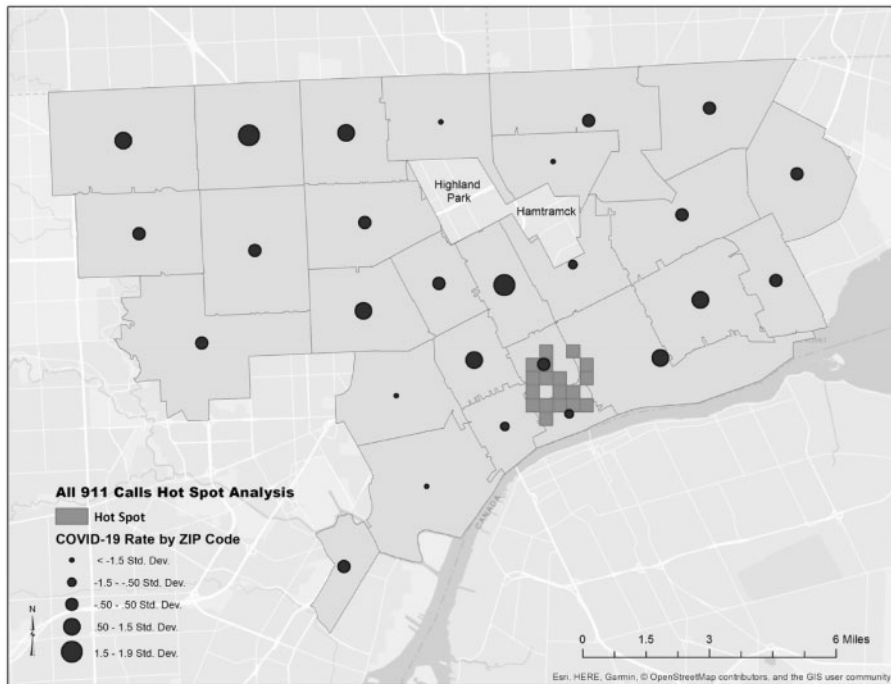 Highland
Park
Hamtramck
CANADA
All 911 Calls Hot Spot Analysis
Hot Spot
COVID-19 Rate by ZIP Code
< -1.5 Std. Dev.
-1.5 - -.50 Std. Dev.
-.50 - .50 Std. Dev.
.50 - 1.5 Std. Dev.
1.5 - 1.9 Std. Dev.
N
0 1.5 3 6 Miles
Esri, HERE, Garmin, © OpenStreetMap contributors, and the GIS user community